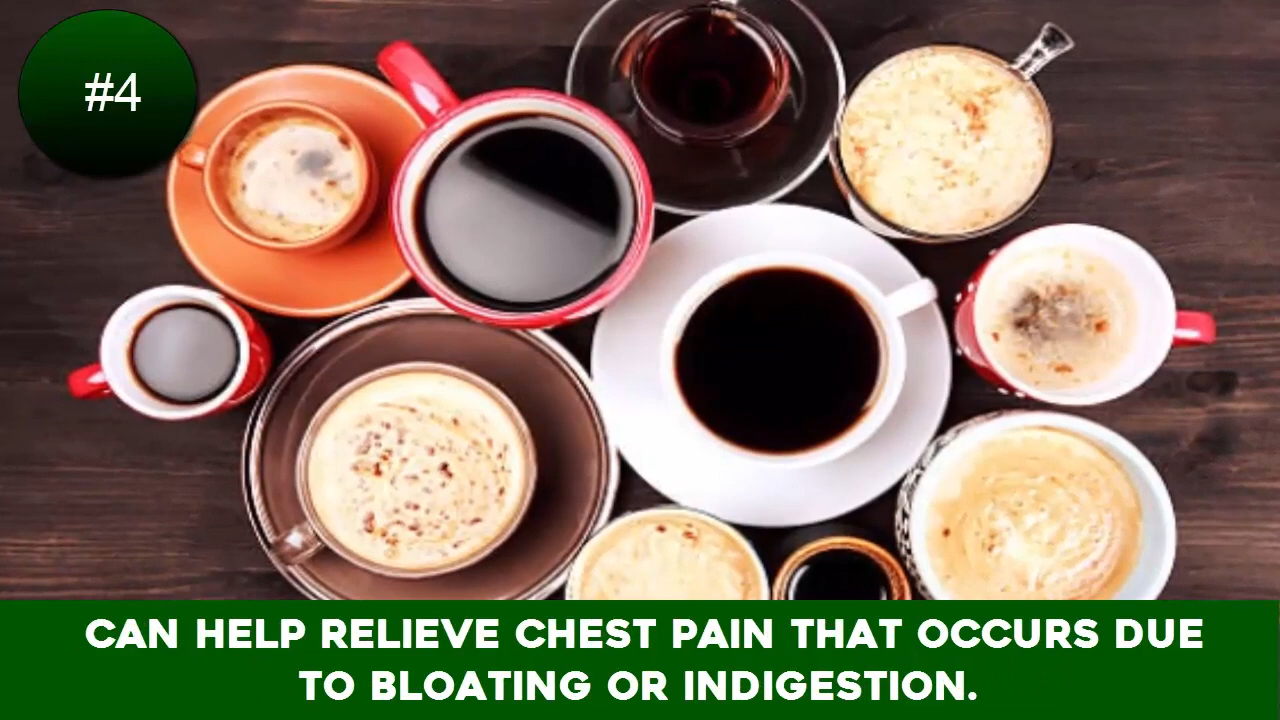 #4
CAN HELP RELIEVE CHEST PAIN THAT OCCURS DUE
TO BLOATING OR INDIGESTION.